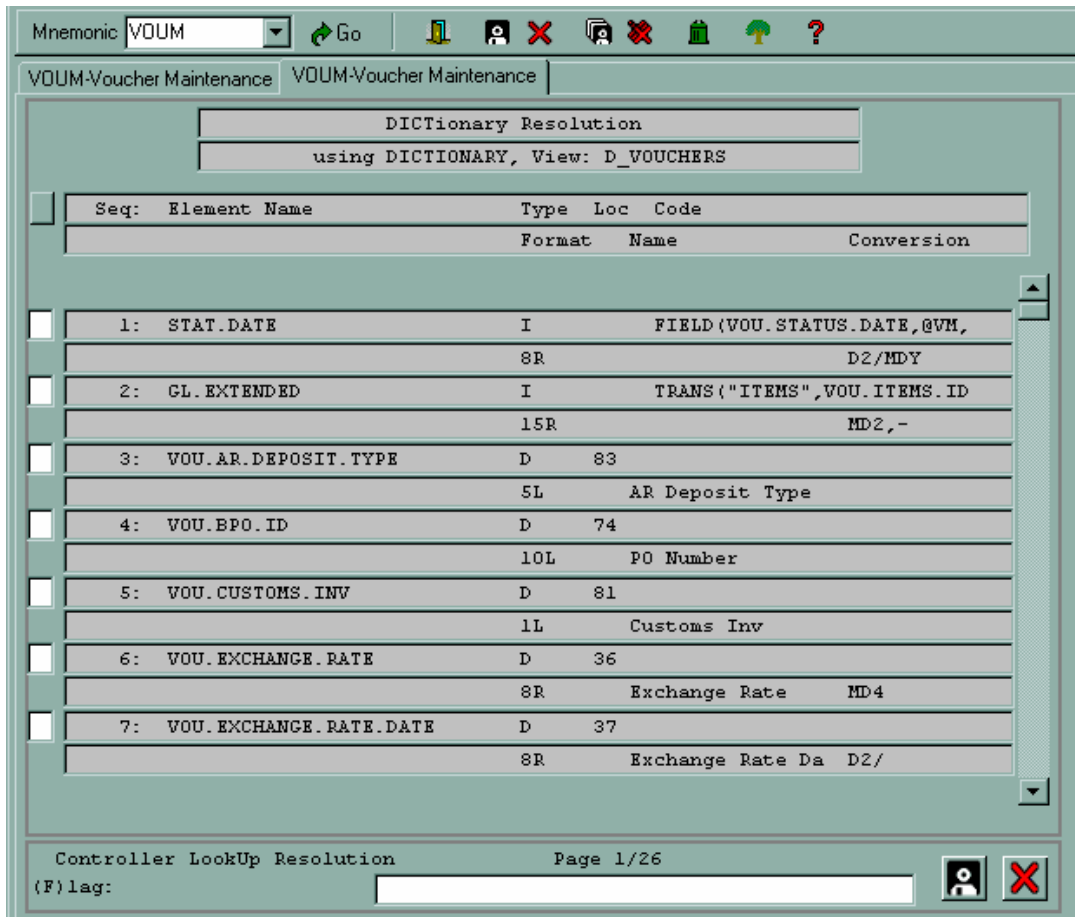 Mnemonic VOUM Go ?
VOUM-Voucher Maintenance VOUM-Voucher Maintenance
DICTionary Resolution
using DICTIONARY, View: D_VOUCHERS
Seq: Element Name Type Loc Code
Format Name Conversion
1: STAT.DATE I FIELD(VOU.STATUS.DATE,@VM,
8R D2/MDY
2: GL.EXTENDED I TRANS("ITEMS",VOU.ITEMS.ID
15R MD2,-
3: VOU.AR.DEPOSIT.TYPE D 83
5L AR Deposit Type
4: VOU.BPO.ID D 74
10L PO Number
5: VOU.CUSTOMS.INV D 81
1L Customs Inv
6: VOU.EXCHANGE.RATE D 36
8R Exchange Rate MD4
7: VOU.EXCHANGE.RATE.DATE D 37
8R Exchange Rate Da D2/
Controller LookUp Resolution Page 1/26
(F)lag: